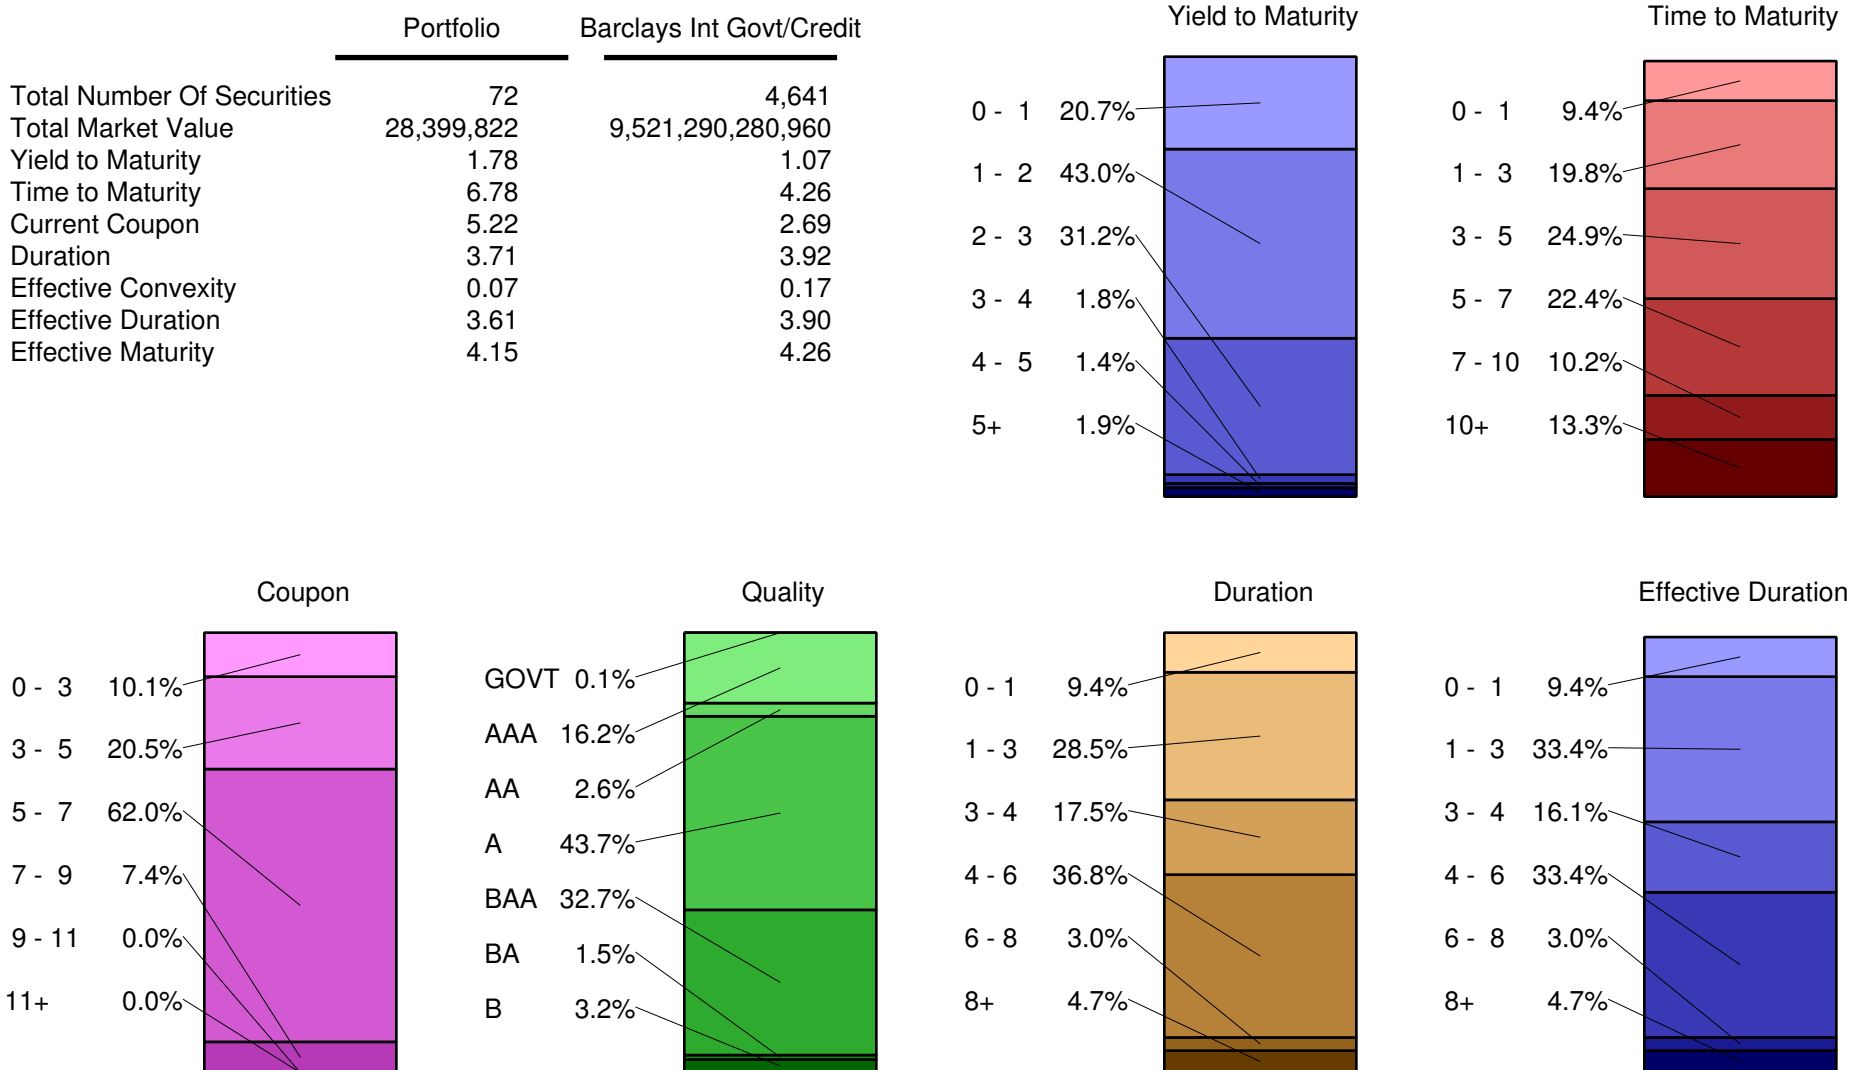 Portfolio Barclays Int Govt/Credit
Total Number Of Securities 72 4,641
Total Market Value 28,399,822 9,521,290,280,960
Yield to Maturity 1.78 1.07
Time to Maturity 6.78 4.26
Current Coupon 5.22 2.69
Duration 3.71 3.92
Effective Convexity 0.07 0.17
Effective Duration 3.61 3.90
Effective Maturity 4.15 4.26
Yield to Maturity
0 - 1 20.7%
1 - 2 43.0%
2 - 3 31.2%
3 - 4 1.8%
4 - 5 1.4%
5+ 1.9%
Time to Maturity
0 - 1 9.4%
1 - 3 19.8%
3 - 5 24.9%
5 - 7 22.4%
7 - 10 10.2%
10+ 13.3%
Coupon
0 - 3 10.1%
3 - 5 20.5%
5 - 7 62.0%
7 - 9 7.4%
9 - 11 0.0%
11+ 0.0%
Quality
GOVT 0.1%
AAA 16.2%
AA 2.6%
A 43.7%
BAA 32.7%
BA 1.5%
B 3.2%
Duration
0 - 1 9.4%
1 - 3 28.5%
3 - 4 17.5%
4 - 6 36.8%
6 - 8 3.0%
8+ 4.7%
Effective Duration
0 - 1 9.4%
1 - 3 33.4%
3 - 4 16.1%
4 - 6 33.4%
6 - 8 3.0%
8+ 4.7%